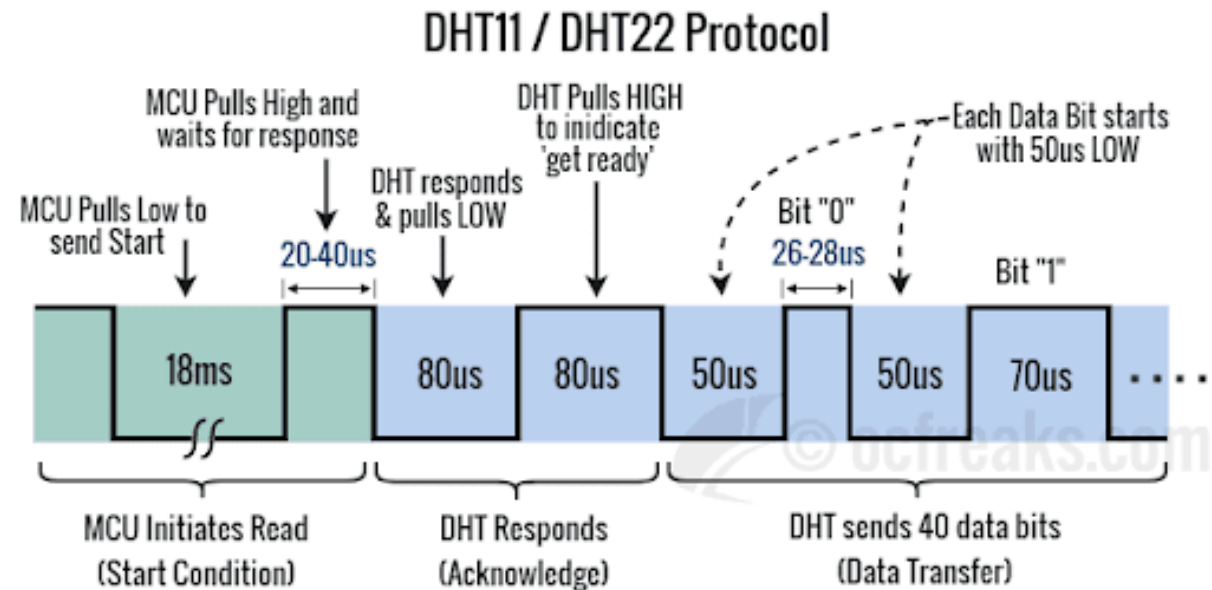 DHT11 / DHT22 Protocol
MCU Pulls Low to
send Start
MCU Pulls High and
waits for response
20-40us
DHT responds
& pulls LOW
DHT Pulls HIGH
to inidicate
'get ready'
Bit "0"
26-28us
Each Data Bit starts
with 50us LOW
Bit "1"
18ms
80us
80us
50us
50us
70us
© ocfreaks.com
MCU Initiates Read
(Start Condition)
DHT Responds
(Acknowledge)
DHT sends 40 data bits
(Data Transfer)